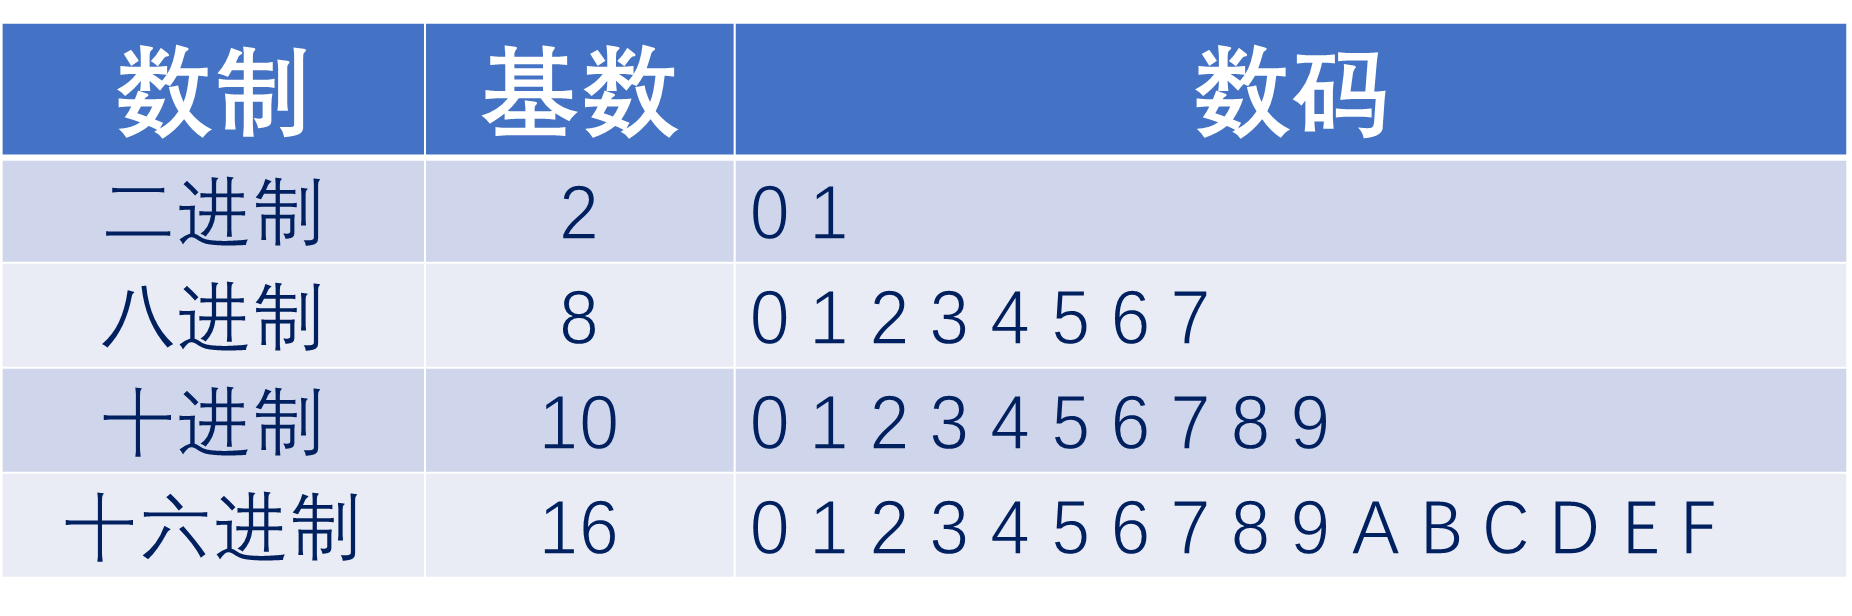 数制 基数 数码
二进制 2 0 1
八进制 8 0 1 2 3 4 5 6 7
十进制 10 0 1 2 3 4 5 6 7 8 9
十六进制 16 0 1 2 3 4 5 6 7 8 9 A B C D E F